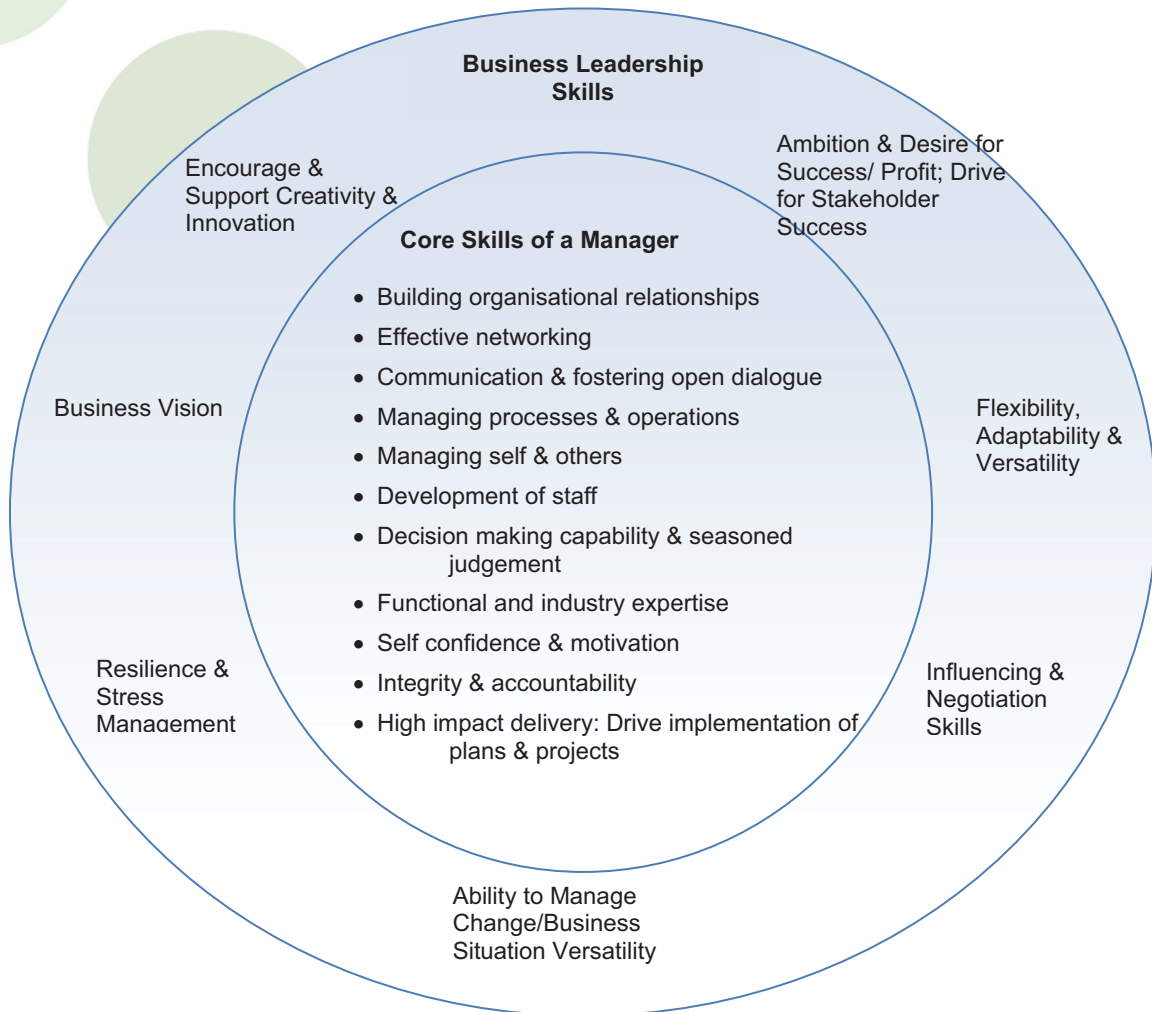 Business Leadership
Skills
Encourage &
Support Creativity &
Innovation
Ambition & Desire for
Success/ Profit; Drive
for Stakeholder
Success
Core Skills of a Manager
• Building organisational relationships
• Effective networking
• Communication & fostering open dialogue
• Managing processes & operations
• Managing self & others
• Development of staff
• Decision making capability & seasoned
judgement
• Functional and industry expertise
• Self confidence & motivation
• Integrity & accountability
• High impact delivery: Drive implementation of
plans & projects
Business Vision
Flexibility,
Adaptability &
Versatility
Resilience &
Stress
Management
Influencing &
Negotiation
Skills
Ability to Manage
Change/Business
Situation Versatility